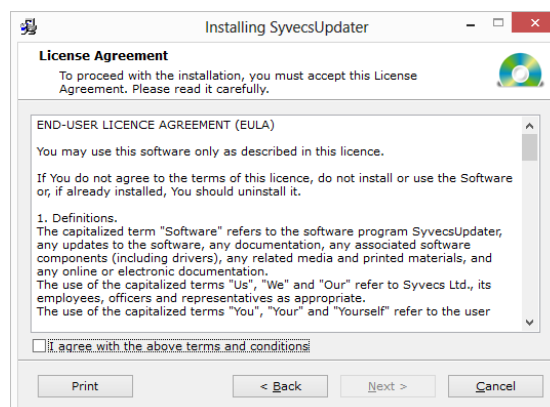 Installing SyvecsUpdater
License Agreement
To proceed with the installation, you must accept this License
Agreement. Please read it carefully.
END-USER LICENCE AGREEMENT (EULA)
You may use this software only as described in this licence.
If You do not agree to the terms of this licence, do not install or use the Software
or, if already installed, You should uninstall it.
1. Definitions.
The capitalized term "Software" refers to the software program SyvecsUpdater,
any updates to the software, any documentation, any associated software
components (including drivers), any related media and printed materials, and
any online or electronic documentation.
The use of the capitalized terms "Us", "We" and "Our" refer to Syvecs Ltd., its
employees, officers and representatives as appropriate.
The use of the capitalized terms "You", "Your" and "Yourself" refer to the user
I agree with the above terms and conditions
Print
< Back
Next >
Cancel